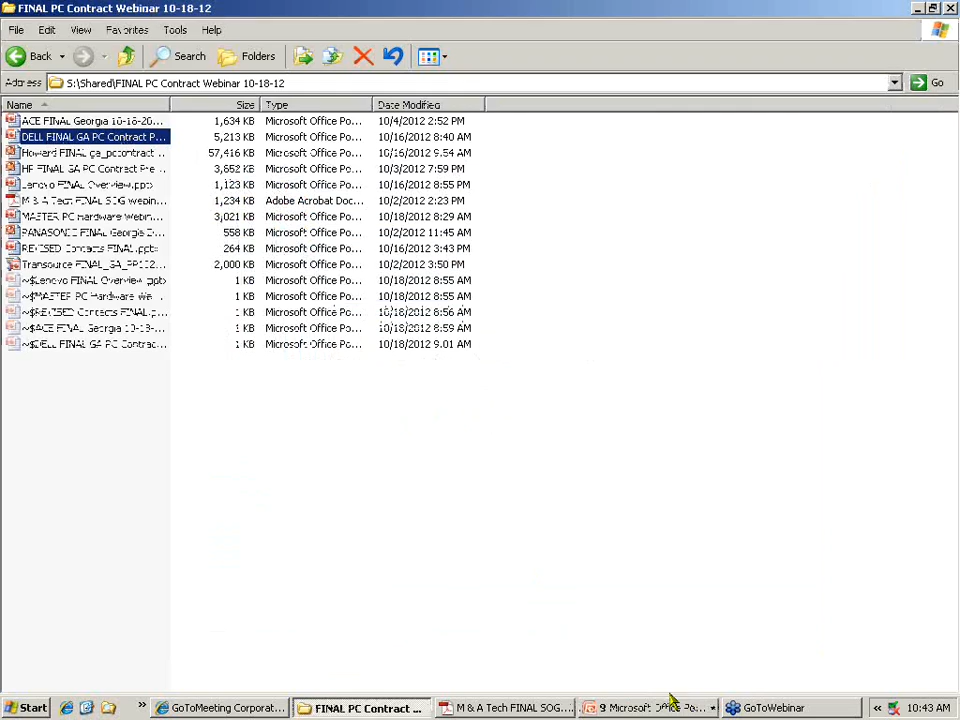 FINAL PC Contract Webinar 10-18-12
File Edit View Favorites Tools Help
Back Search Folders
Address S:\Shared\FINAL PC Contract Webinar 10-18-12 Go
Name Size Type Date Modified
ACE FINAL Georgia 10-18-20... 1,634 KB Microsoft Office Po... 10/4/2012 2:52 PM
DELL FINAL GA PC Contract P... 5,213 KB Microsoft Office Po... 10/16/2012 8:40 AM
Howard FINAL ga_pccontract ... 57,416 KB Microsoft Office Po... 10/16/2012 9:54 AM
HP FINAL GA PC Contract Pre... 3,652 KB Microsoft Office Po... 10/3/2012 7:59 PM
Lenovo FINAL Overview.pptx 1,123 KB Microsoft Office Po... 10/16/2012 8:55 PM
M & A Tech FINAL SOG Webin... 1,234 KB Adobe Acrobat Doc... 10/2/2012 2:23 PM
MASTER PC Hardware Webin... 3,021 KB Microsoft Office Po... 10/18/2012 8:29 AM
PANASONIC FINAL Georgia D... 558 KB Microsoft Office Po... 10/2/2012 11:45 AM
REVISED Contacts FINAL.pptx 264 KB Microsoft Office Po... 10/16/2012 3:43 PM
Transource FINAL_GA_PP122... 2,000 KB Microsoft Office Po... 10/2/2012 3:50 PM
~$Lenovo FINAL Overview.pptx 1 KB Microsoft Office Po... 10/18/2012 8:55 AM
~$MASTER PC Hardware We... 1 KB Microsoft Office Po... 10/18/2012 8:55 AM
~$REVISED Contacts FINAL.p... 1 KB Microsoft Office Po... 10/18/2012 8:56 AM
~$ACE FINAL Georgia 10-18-... 1 KB Microsoft Office Po... 10/18/2012 8:59 AM
~$DELL FINAL GA PC Contrac... 1 KB Microsoft Office Po... 10/18/2012 9:01 AM
Start GoToMeeting Corporat... FINAL PC Contract ... M & A Tech FINAL SOG... 9 Microsoft Office Po... GoToWebinar 10:43 AM